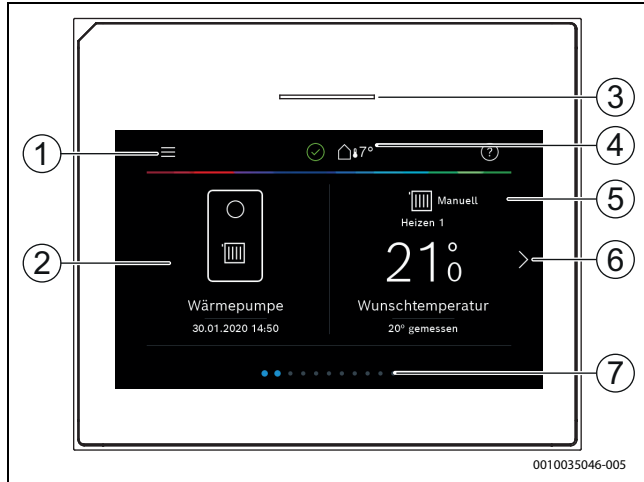 3
1
4
7°
?
5
Manuell
Heizen 1
2
21°0
6
Wärmepumpe
Wunschtemperatur
30.01.2020 14:50
20° gemessen
7
0010035046-005